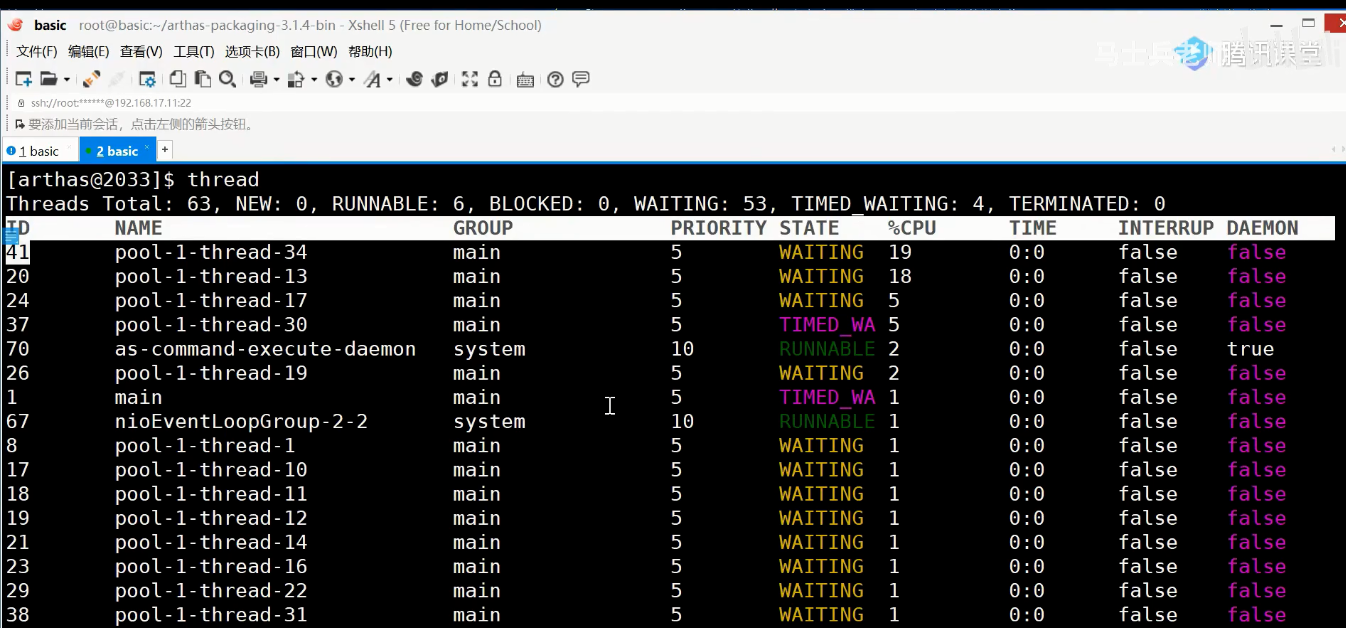 basic root@basic:~/arthas-packaging-3.1.4-bin - Xshell 5 (Free for Home/School)
文件(F) 编辑(E) 查看(V) 工具(T) 选项卡(B) 窗口(W) 帮助(H)
马士兵老师 腾讯课堂
ssh://root:******@192.168.17.11:22
要添加当前会话，点击左侧的箭头按钮。
1 basic 2 basic +
[arthas@2033]$ thread
Threads Total: 63, NEW: 0, RUNNABLE: 6, BLOCKED: 0, WAITING: 53, TIMED_WAITING: 4, TERMINATED: 0
ID NAME GROUP PRIORITY STATE %CPU TIME INTERRUP DAEMON
41 pool-1-thread-34 main 5 WAITING 19 0:0 false false
20 pool-1-thread-13 main 5 WAITING 18 0:0 false false
24 pool-1-thread-17 main 5 WAITING 5 0:0 false false
37 pool-1-thread-30 main 5 TIMED_WA 5 0:0 false false
70 as-command-execute-daemon system 10 RUNNABLE 2 0:0 false true
26 pool-1-thread-19 main 5 WAITING 2 0:0 false false
1 main main 5 TIMED_WA 1 0:0 false false
67 nioEventLoopGroup-2-2 system 10 RUNNABLE 1 0:0 false false
8 pool-1-thread-1 main 5 WAITING 1 0:0 false false
17 pool-1-thread-10 main 5 WAITING 1 0:0 false false
18 pool-1-thread-11 main 5 WAITING 1 0:0 false false
19 pool-1-thread-12 main 5 WAITING 1 0:0 false false
21 pool-1-thread-14 main 5 WAITING 1 0:0 false false
23 pool-1-thread-16 main 5 WAITING 1 0:0 false false
29 pool-1-thread-22 main 5 WAITING 1 0:0 false false
38 pool-1-thread-31 main 5 WAITING 1 0:0 false false